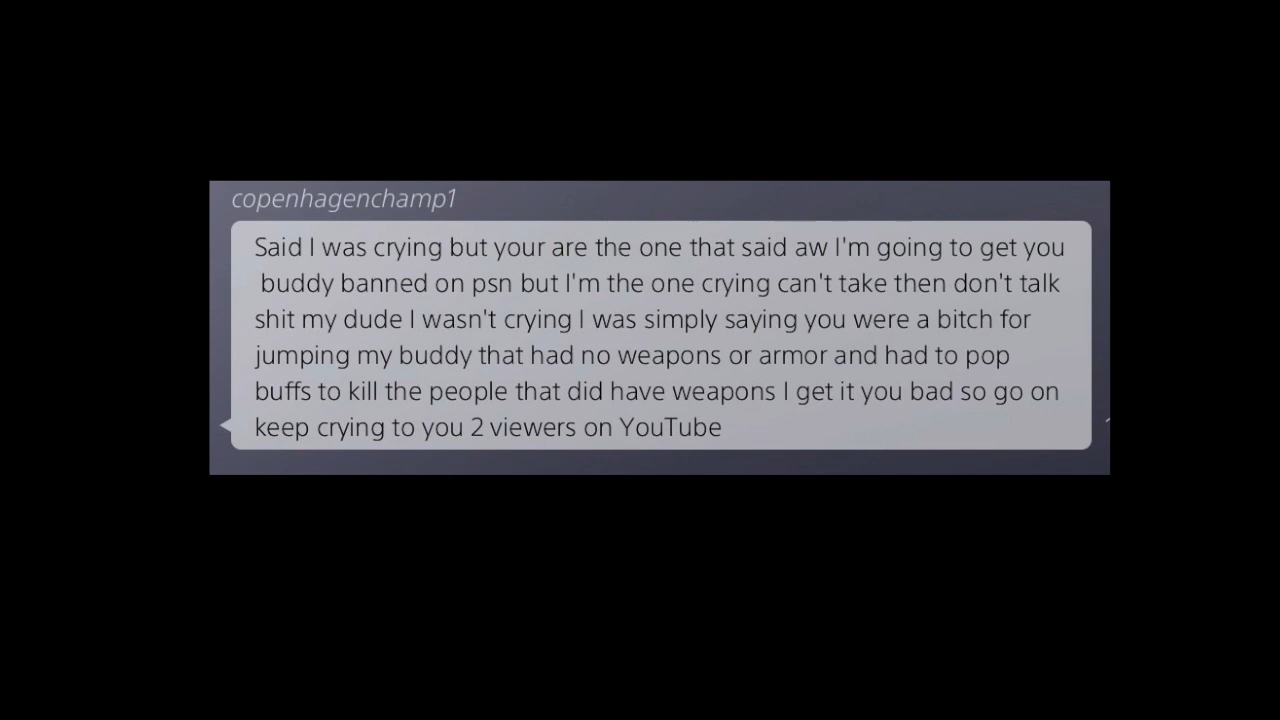 copenhagenchamp1
Said I was crying but your are the one that said aw I'm going to get you
buddy banned on psn but I'm the one crying can't take then don't talk
shit my dude I wasn't crying I was simply saying you were a bitch for
jumping my buddy that had no weapons or armor and had to pop
buffs to kill the people that did have weapons I get it you bad so go on
keep crying to you 2 viewers on YouTube